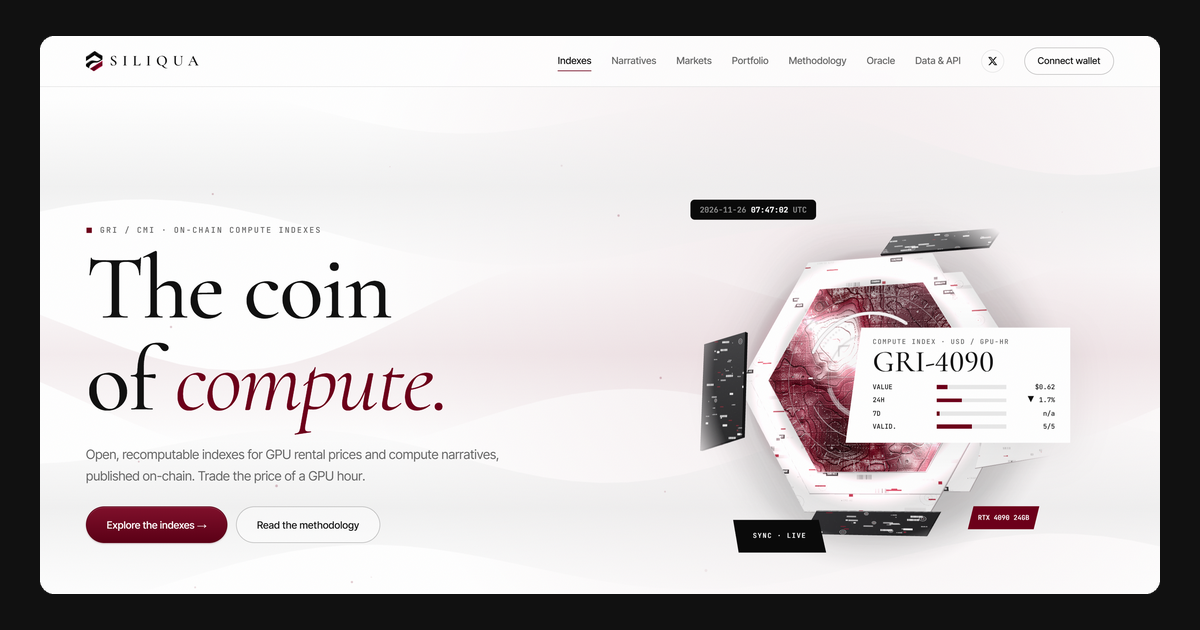 SILIQUA
Indexes Narratives Markets Portfolio Methodology Oracle Data & API X Connect wallet
2026-11-26 07:47:02 UTC
GRI / CMI · ON-CHAIN COMPUTE INDEXES
The coin
of compute.
Open, recomputable indexes for GPU rental prices and compute narratives,
published on-chain. Trade the price of a GPU hour.
Explore the indexes →
Read the methodology
COMPUTE INDEX · USD / GPU-HR
GRI-4090
VALUE $0.62
24H ▼ 1.7%
7D n/a
VALID. 5/5
SYNC · LIVE
RTX 4090 24GB